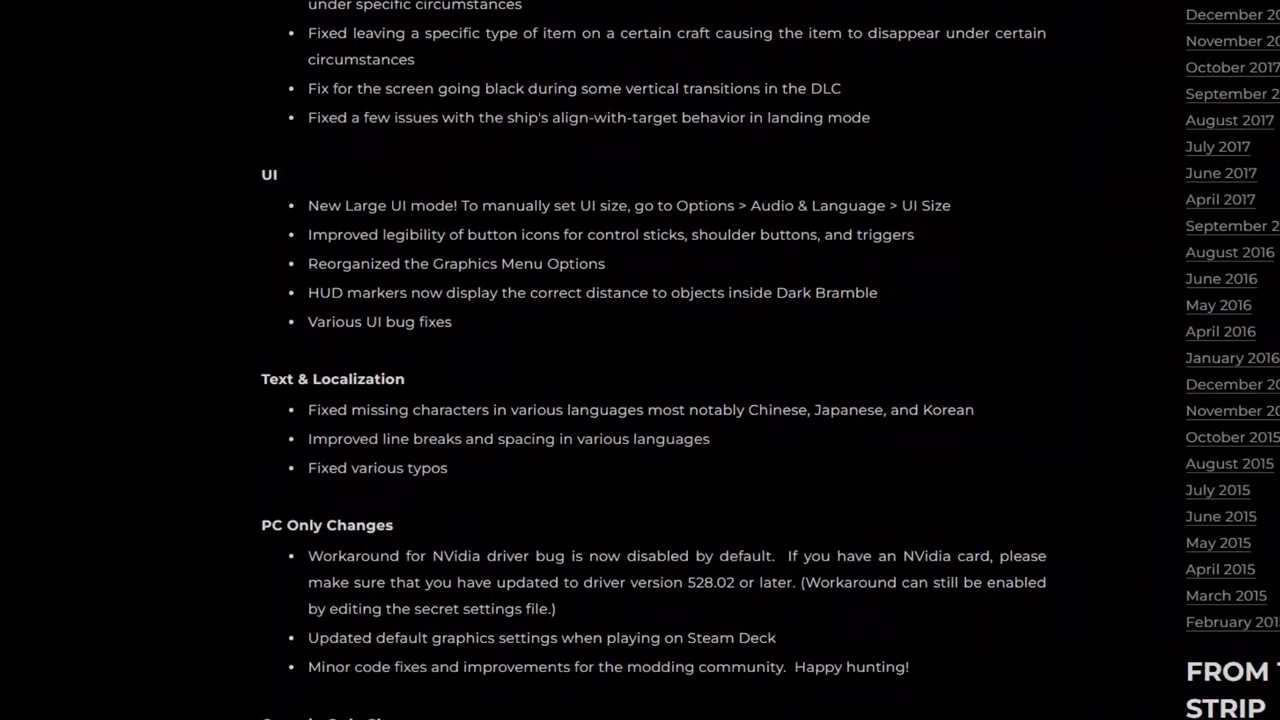 under specific circumstances
• Fixed leaving a specific type of item on a certain craft causing the item to disappear under certain
circumstances
• Fix for the screen going black during some vertical transitions in the DLC
• Fixed a few issues with the ship's align-with-target behavior in landing mode
UI
• New Large UI mode! To manually set UI size, go to Options > Audio & Language > UI Size
• Improved legibility of button icons for control sticks, shoulder buttons, and triggers
• Reorganized the Graphics Menu Options
• HUD markers now display the correct distance to objects inside Dark Bramble
• Various UI bug fixes
Text & Localization
• Fixed missing characters in various languages most notably Chinese, Japanese, and Korean
• Improved line breaks and spacing in various languages
• Fixed various typos
PC Only Changes
• Workaround for NVidia driver bug is now disabled by default. If you have an NVidia card, please
make sure that you have updated to driver version 528.02 or later. (Workaround can still be enabled
by editing the secret settings file.)
• Updated default graphics settings when playing on Steam Deck
• Minor code fixes and improvements for the modding community. Happy hunting!
December 20
November 20
October 2017
September 2
August 2017
July 2017
June 2017
April 2017
September 2
August 2016
June 2016
May 2016
April 2016
January 2016
December 20
November 20
October 2015
August 2015
July 2015
June 2015
May 2015
April 2015
March 2015
February 201
FROM
STRIP